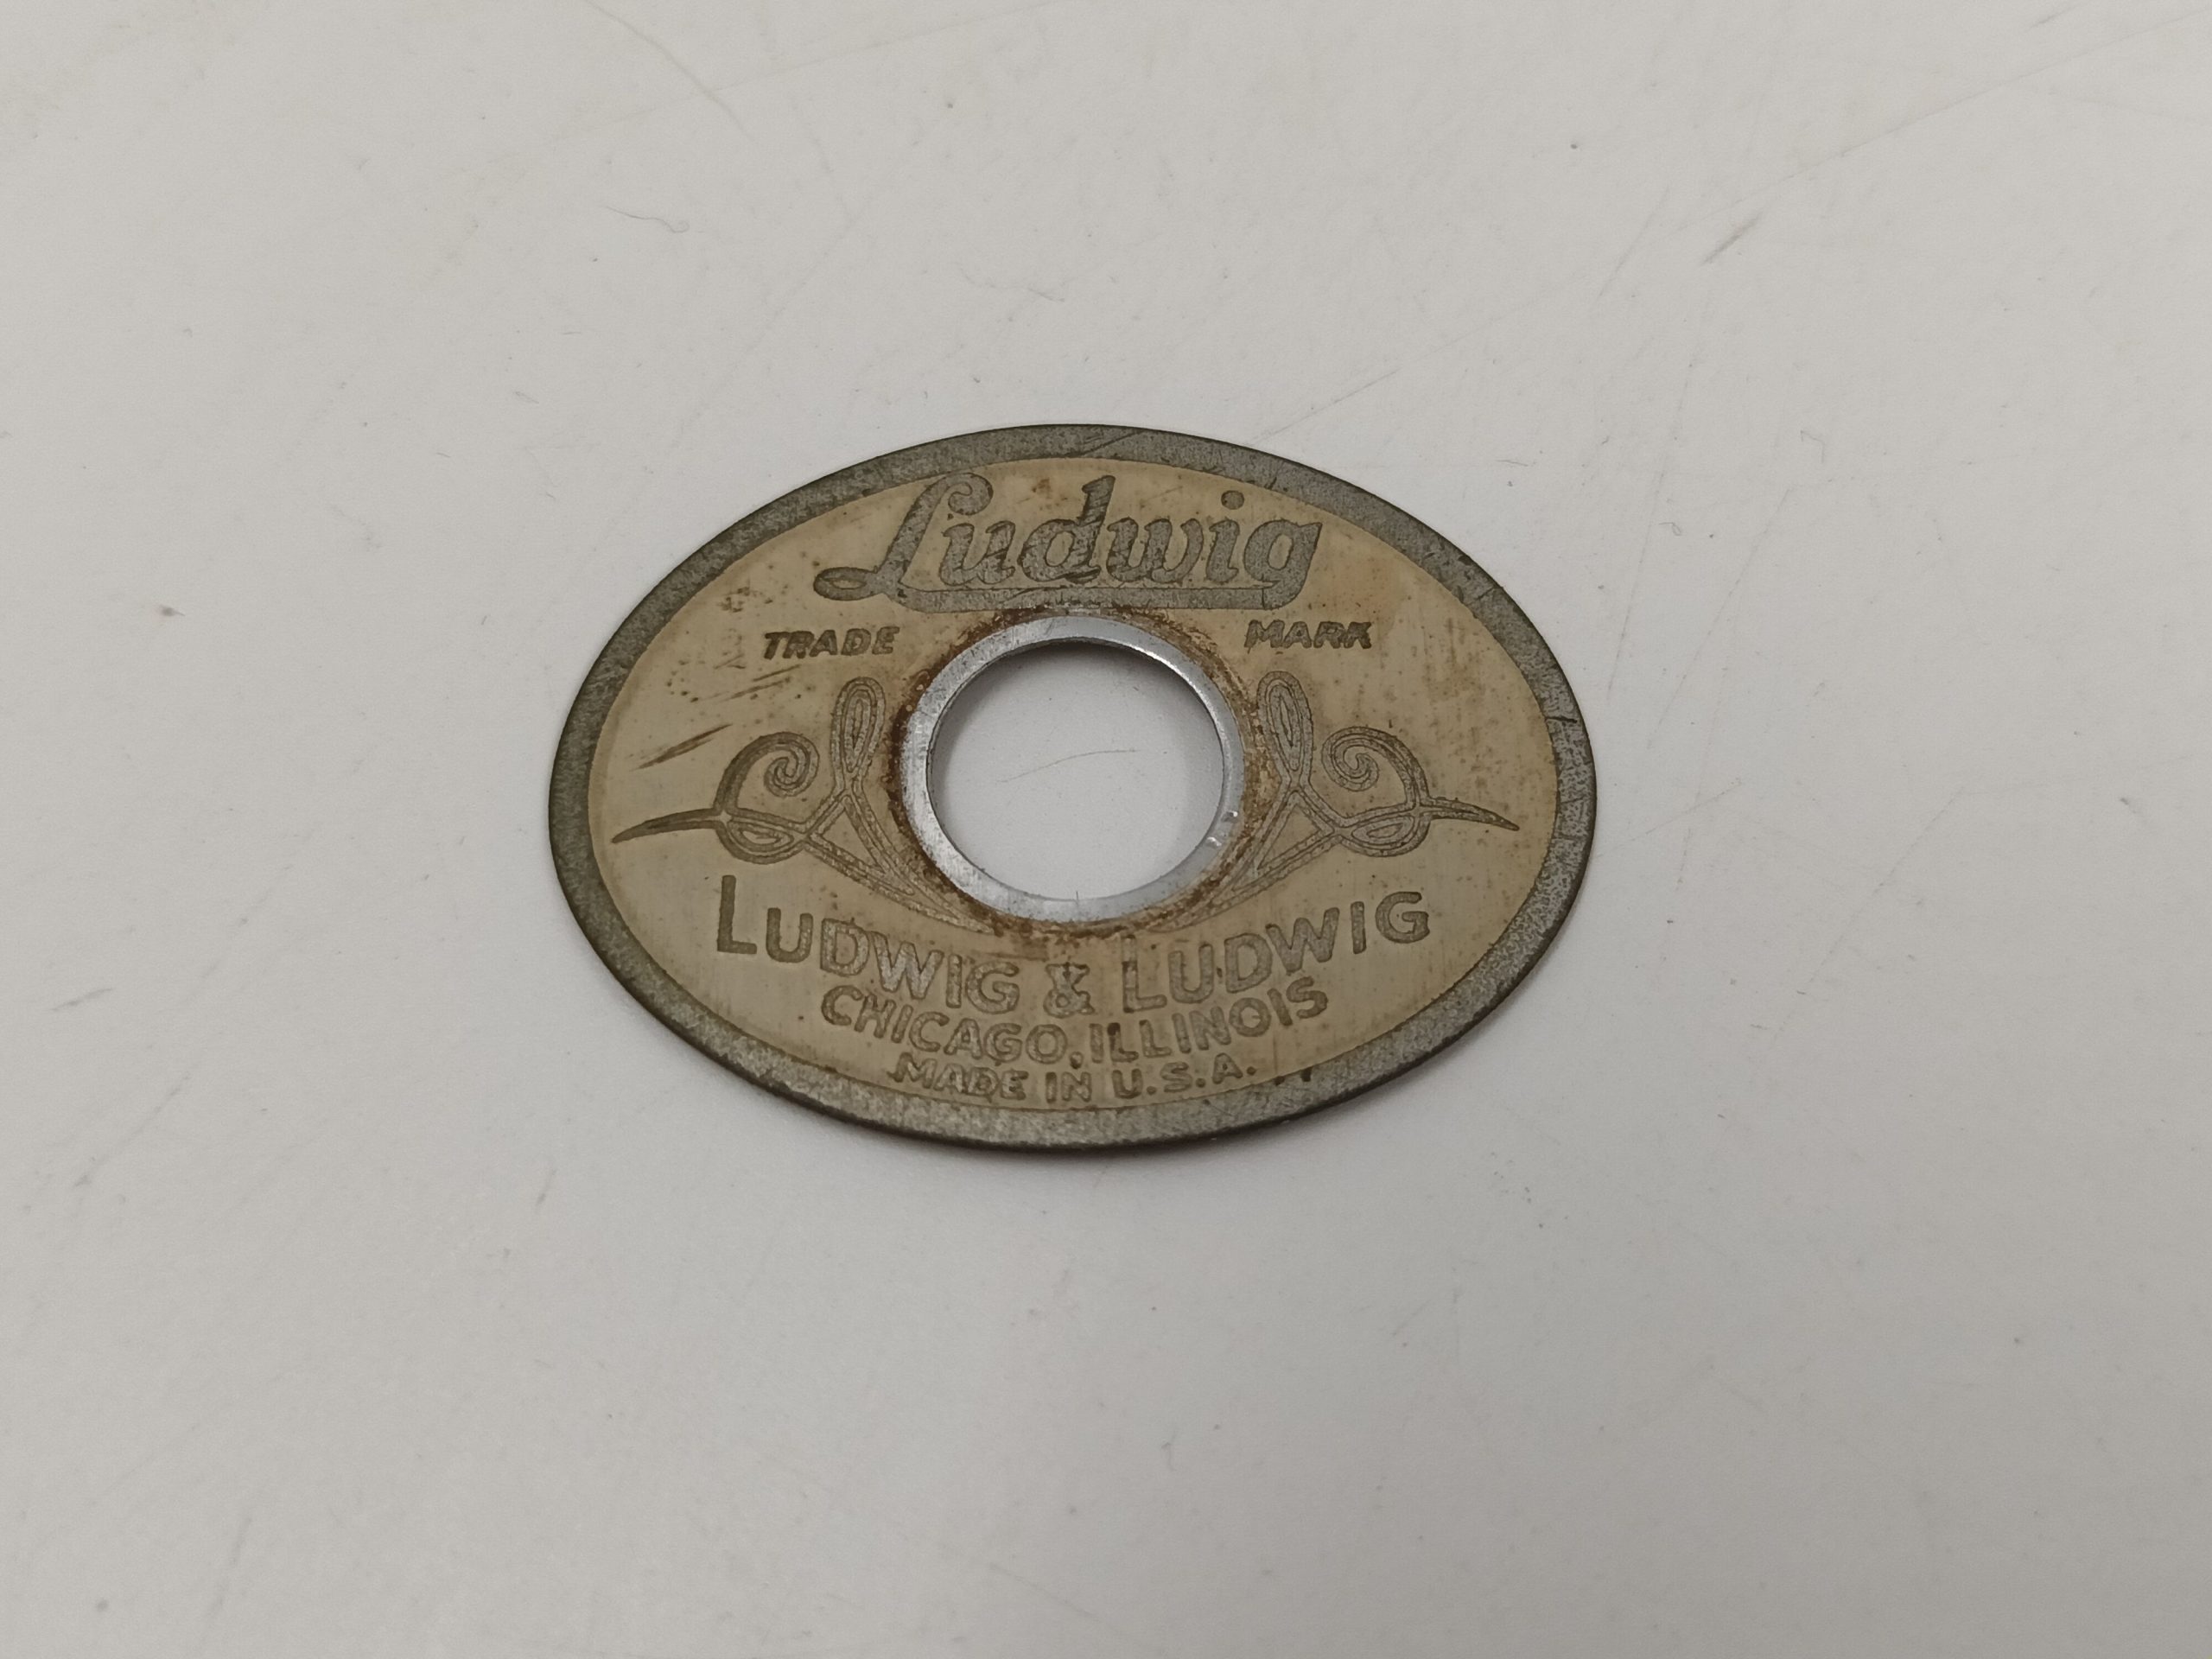 Ludwig
TRADE MARK
LUDWIG & LUDWIG
CHICAGO, ILLINOIS
MADE IN U.S.A.